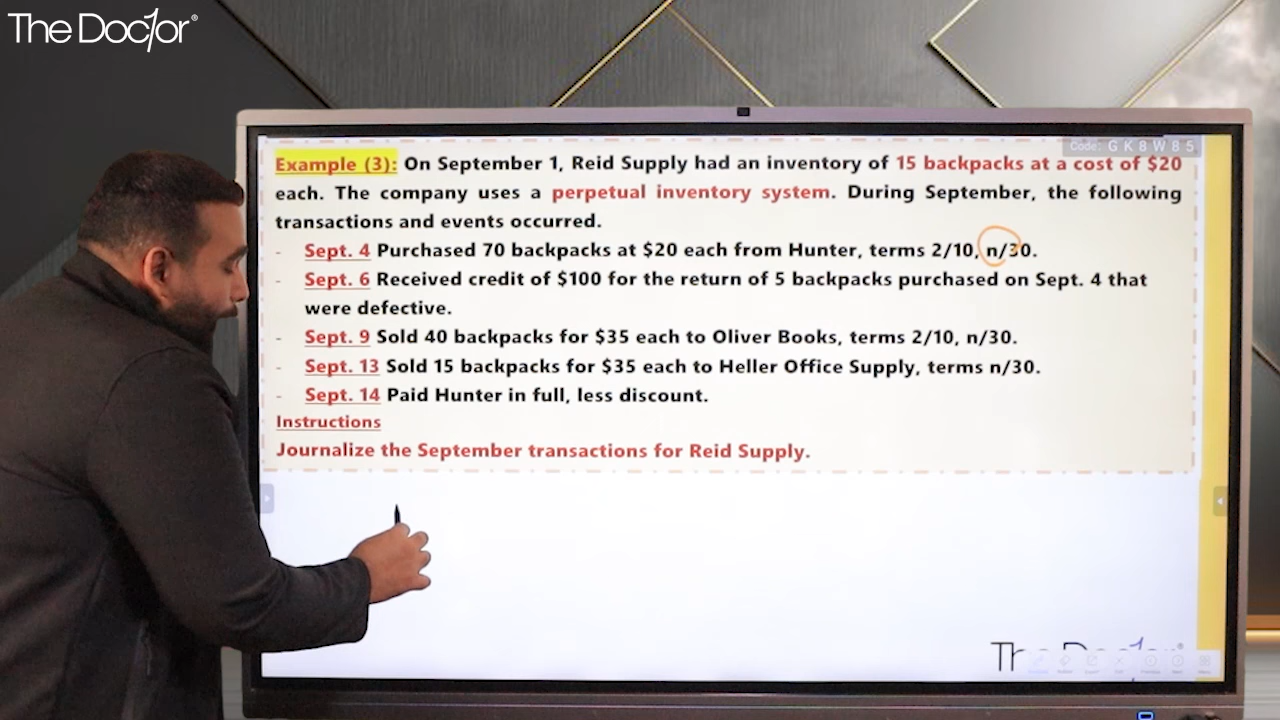 The Doctor®
Code: GK8W85
Example (3): On September 1, Reid Supply had an inventory of 15 backpacks at a cost of $20
each. The company uses a perpetual inventory system. During September, the following
transactions and events occurred.
- Sept. 4 Purchased 70 backpacks at $20 each from Hunter, terms 2/10, n/30.
- Sept. 6 Received credit of $100 for the return of 5 backpacks purchased on Sept. 4 that
were defective.
- Sept. 9 Sold 40 backpacks for $35 each to Oliver Books, terms 2/10, n/30.
- Sept. 13 Sold 15 backpacks for $35 each to Heller Office Supply, terms n/30.
- Sept. 14 Paid Hunter in full, less discount.
Instructions
Journalize the September transactions for Reid Supply.
The Doctor®